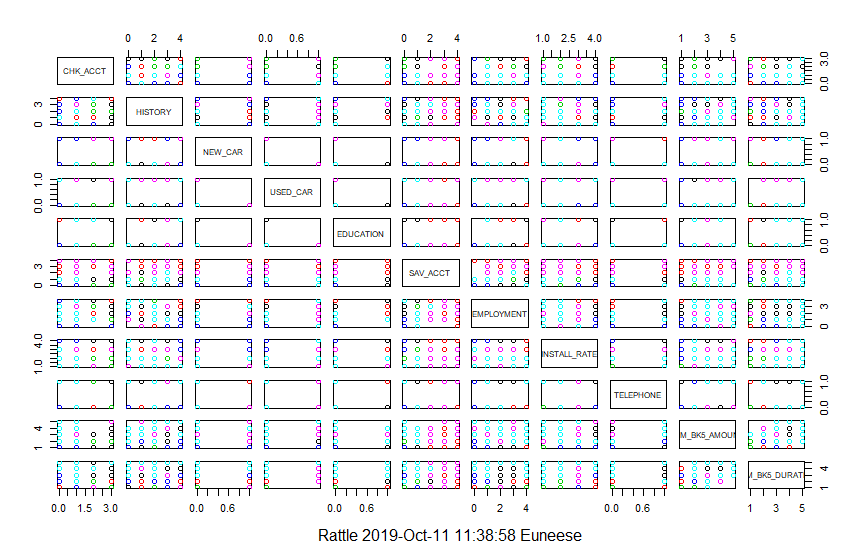 0 2 4 0.0 0.6 0 2 4 1.0 2.5 4.0 1 3 5
CHK_ACCT 0.0 3.0
0 3 HISTORY
NEW_CAR 0.0 1.0
0.0 1.0 USED_CAR
EDUCATION 0.0 1.0
0 3 SAV_ACCT
EMPLOYMENT 0 3
1.0 4.0 INSTALL_RATE
TELEPHONE 0.0 1.0
1 4 M_BK5_AMOUN
M_BK5_DURAT 1 4
0.0 1.5 3.0 0.6 0.6 0 2 4 0.0 0.6 1 3 5
Rattle 2019-Oct-11 11:38:58 Euneese